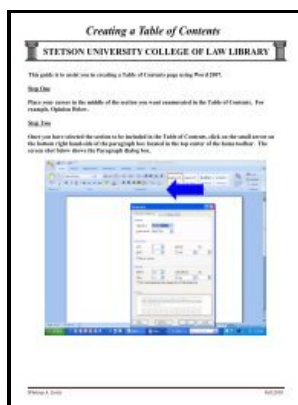 Creating a Table of Contents
STETSON UNIVERSITY COLLEGE OF LAW LIBRARY
This guide is to assist you in creating a Table of Contents page using Word 2007.
Step One
Place your cursor in the middle of the section you want enumerated in the Table of Contents. For
example, Opinion Below.
Step Two
Once you have selected the section to be included in the Table of Contents, click on the small arrow on
the bottom right hand-side of the paragraph box located in the top center of the home toolbar. The
screen shot below shows the Paragraph dialog box.